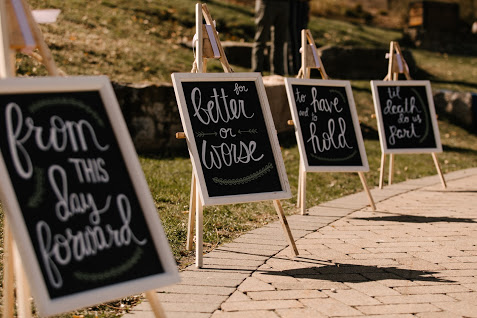 from
THIS
day
forward
for
better
or
worse
to have
and to
hold
til
death
do us
part